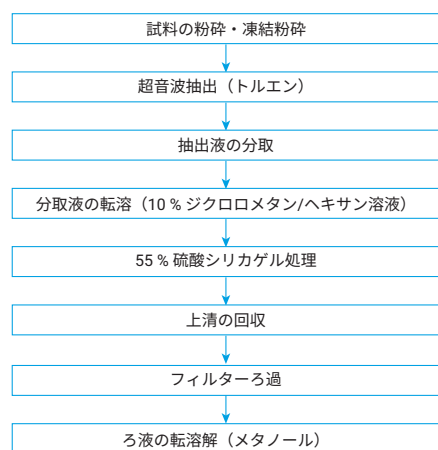 試料の粉砕・凍結粉砕
超音波抽出（トルエン）
抽出液の分取
分取液の転溶（10 % ジクロロメタン/ヘキサン溶液）
55 % 硫酸シリカゲル処理
上清の回収
フィルターろ過
ろ液の転溶解（メタノール）